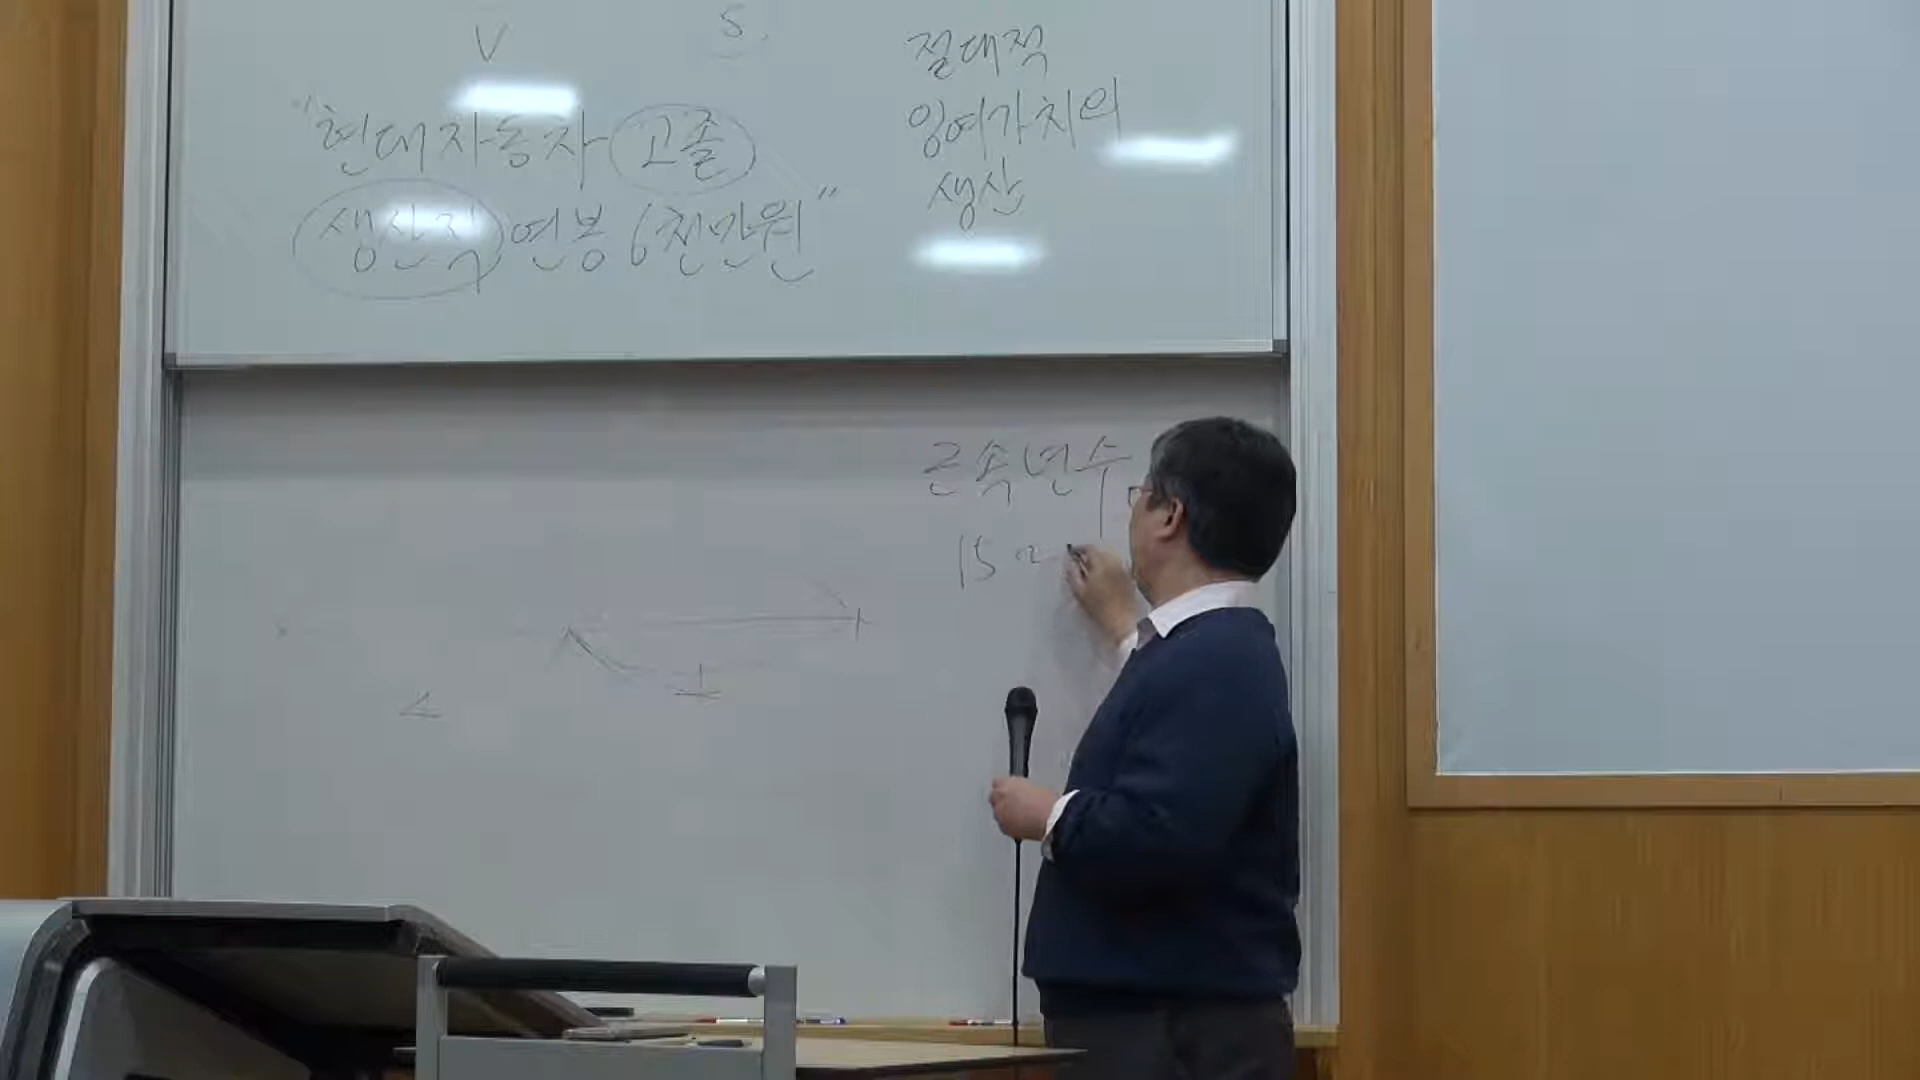 V S.
"현대자동차 고졸
생산직 연봉 6천만원"
절대적
잉여가치의
생산
근속년수
15